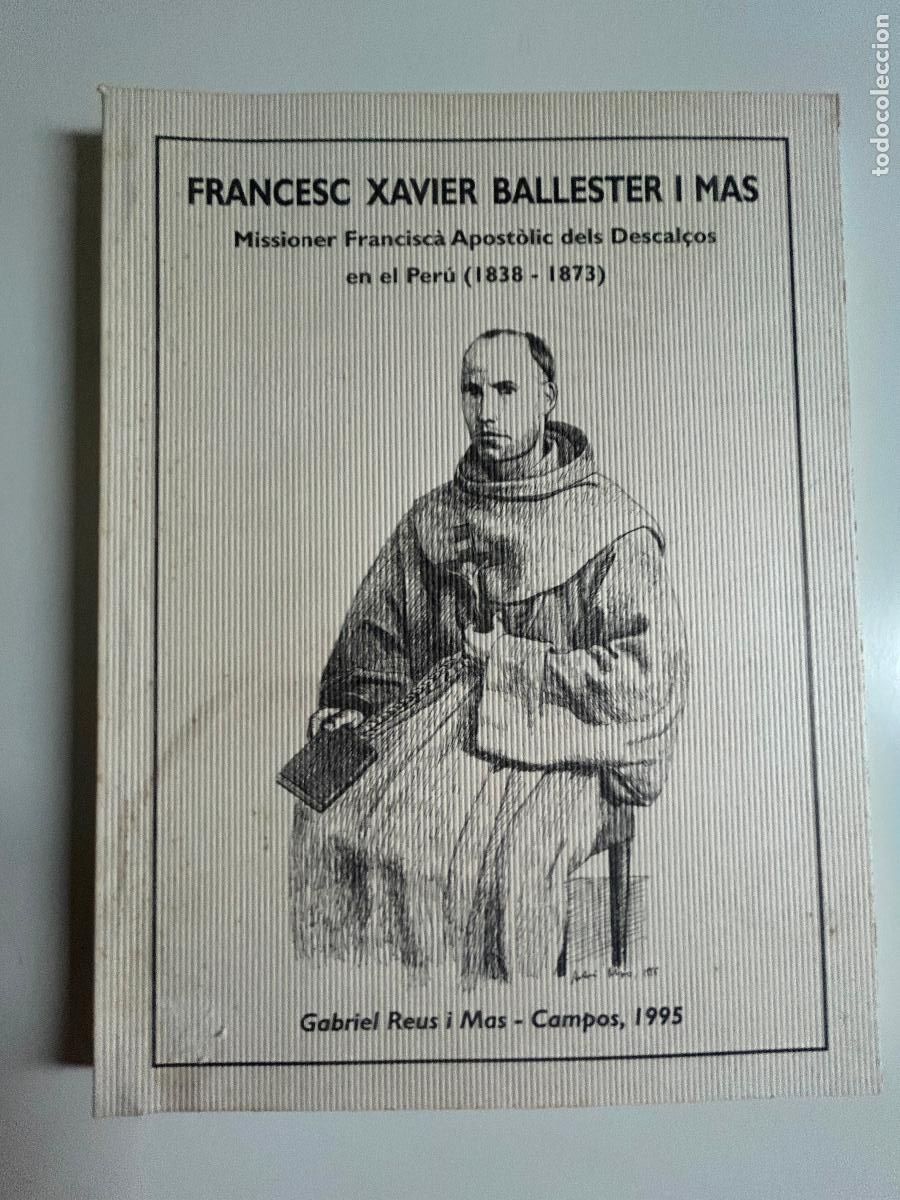 FRANCESC XAVIER BALLESTER I MAS
Missioner Franciscà Apostòlic dels Descalços
en el Perú (1838 - 1873)
Gabriel Reus i Mas - Campos, 1995
todocoleccion